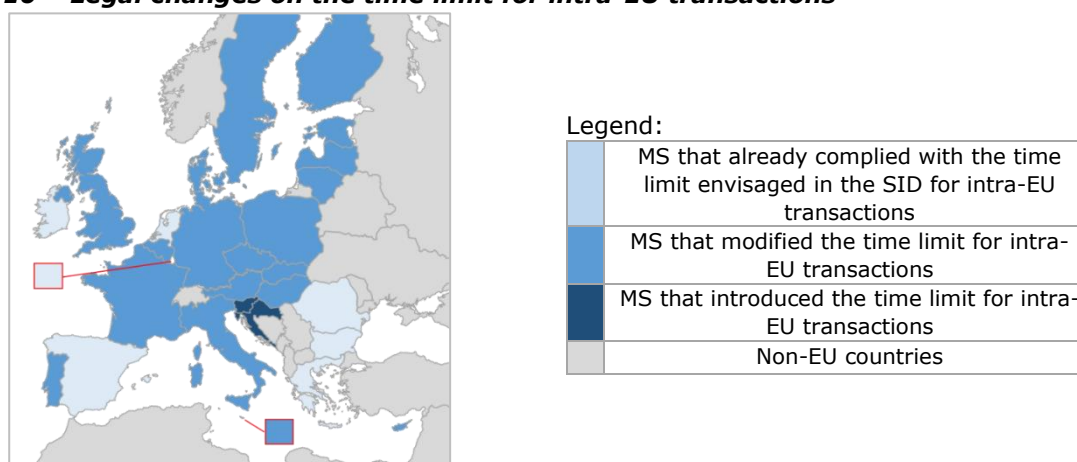 Legal changes on the time limit for intra-EU transactions
Legend:
MS that already complied with the time
limit envisaged in the SID for intra-EU
transactions
MS that modified the time limit for intra-
EU transactions
MS that introduced the time limit for intra-
EU transactions
Non-EU countries